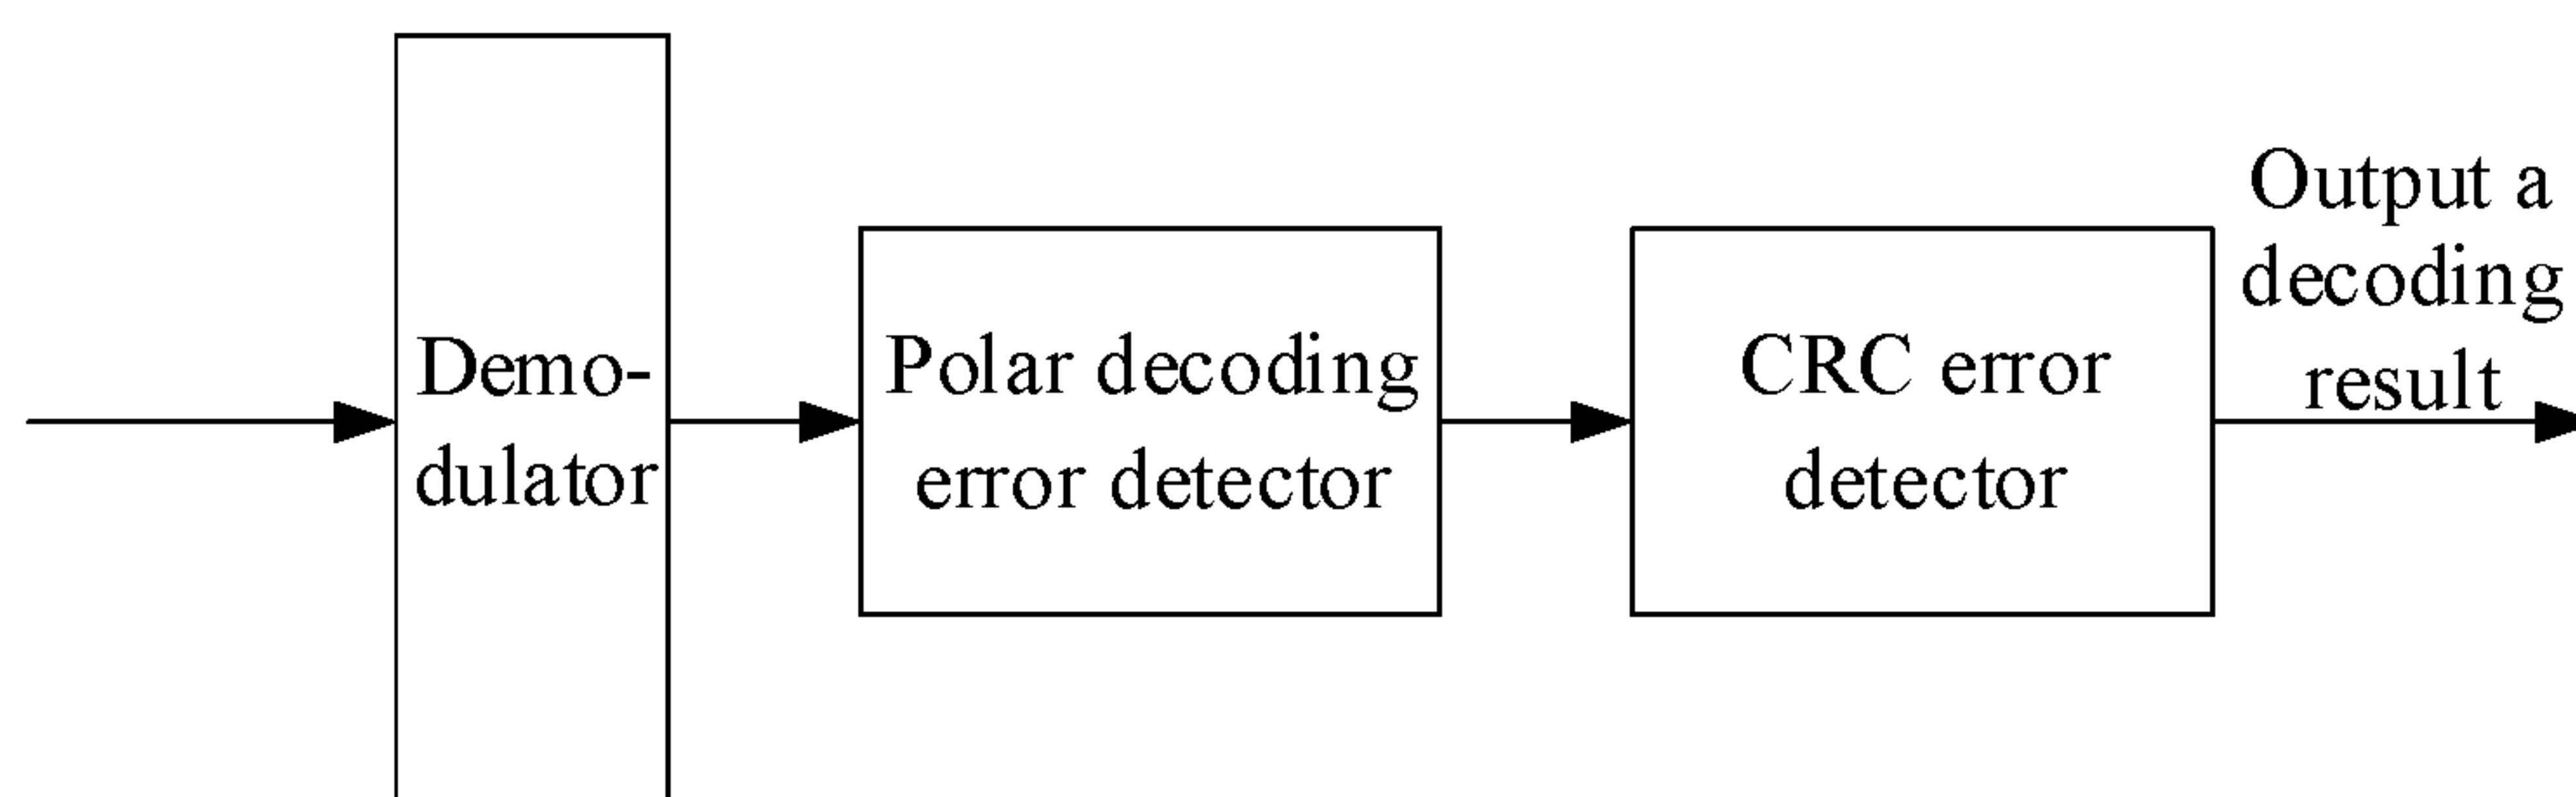 Demo-
dulator
Polar decoding
error detector
CRC error
detector
Output a
decoding
result